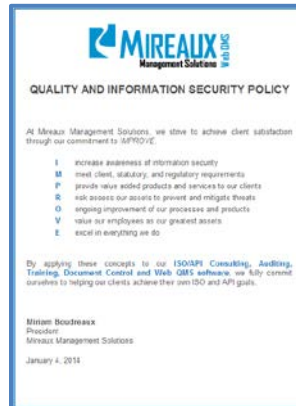 MIREAUX
Management Solutions
Web QMS
QUALITY AND INFORMATION SECURITY POLICY
At Mireaux Management Solutions, we strive to achieve client satisfaction
through our commitment to IMPROVE.
I increase awareness of information security
M meet client, statutory, and regulatory requirements
P provide value added products and services to our clients
R risk assess our assets to prevent and mitigate threats
O ongoing improvement of our processes and products
V value our employees as our greatest assets
E excel in everything we do
By applying these concepts to our ISO/API Consulting, Auditing,
Training, Document Control and Web QMS software, we fully commit
ourselves to helping our clients achieve their own ISO and API goals.
Miriam Boudreaux
President
Mireaux Management Solutions
January 4, 2014